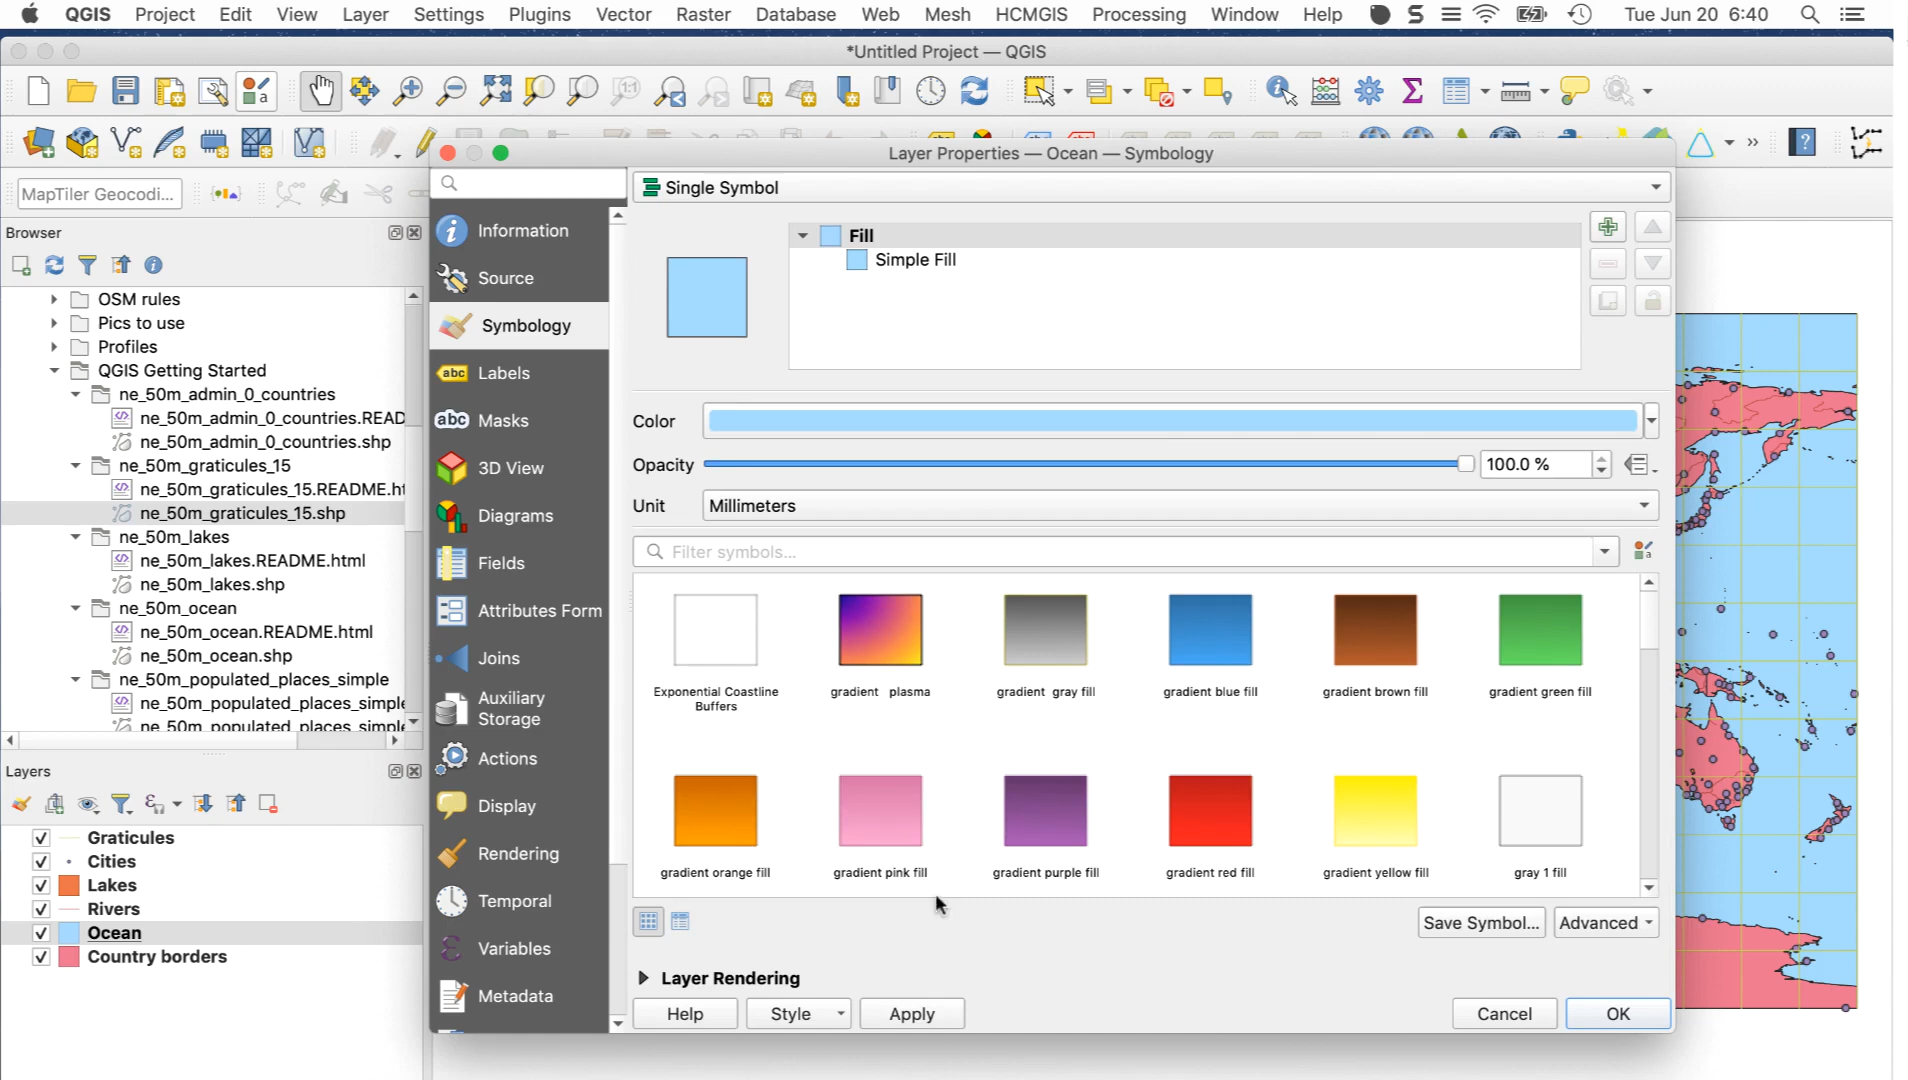 QGIS Project Edit View Layer Settings Plugins Vector Raster Database Web Mesh HCMGIS Processing Window Help Tue Jun 20 6:40
*Untitled Project — QGIS
Layer Properties — Ocean — Symbology
MapTiler Geocodi...
Browser
OSM rules
Pics to use
Profiles
QGIS Getting Started
ne_50m_admin_0_countries
ne_50m_admin_0_countries.READ
ne_50m_admin_0_countries.shp
ne_50m_graticules_15
ne_50m_graticules_15.README.ht
ne_50m_graticules_15.shp
ne_50m_lakes
ne_50m_lakes.README.html
ne_50m_lakes.shp
ne_50m_ocean
ne_50m_ocean.README.html
ne_50m_ocean.shp
ne_50m_populated_places_simple
ne_50m_populated_places_simple
ne_50m_populated_places_simple
Layers
Graticules
Cities
Lakes
Rivers
Ocean
Country borders
Information
Source
Symbology
abc Labels
abc Masks
3D View
Diagrams
Fields
Attributes Form
Joins
Auxiliary
Storage
Actions
Display
Rendering
Temporal
Variables
Metadata
Single Symbol
Fill
Simple Fill
Color
Opacity 100.0 %
Unit Millimeters
Filter symbols...
Exponential Coastline
Buffers
gradient plasma
gradient gray fill
gradient blue fill
gradient brown fill
gradient green fill
gradient orange fill
gradient pink fill
gradient purple fill
gradient red fill
gradient yellow fill
gray 1 fill
Save Symbol... Advanced
Layer Rendering
Help Style Apply Cancel OK